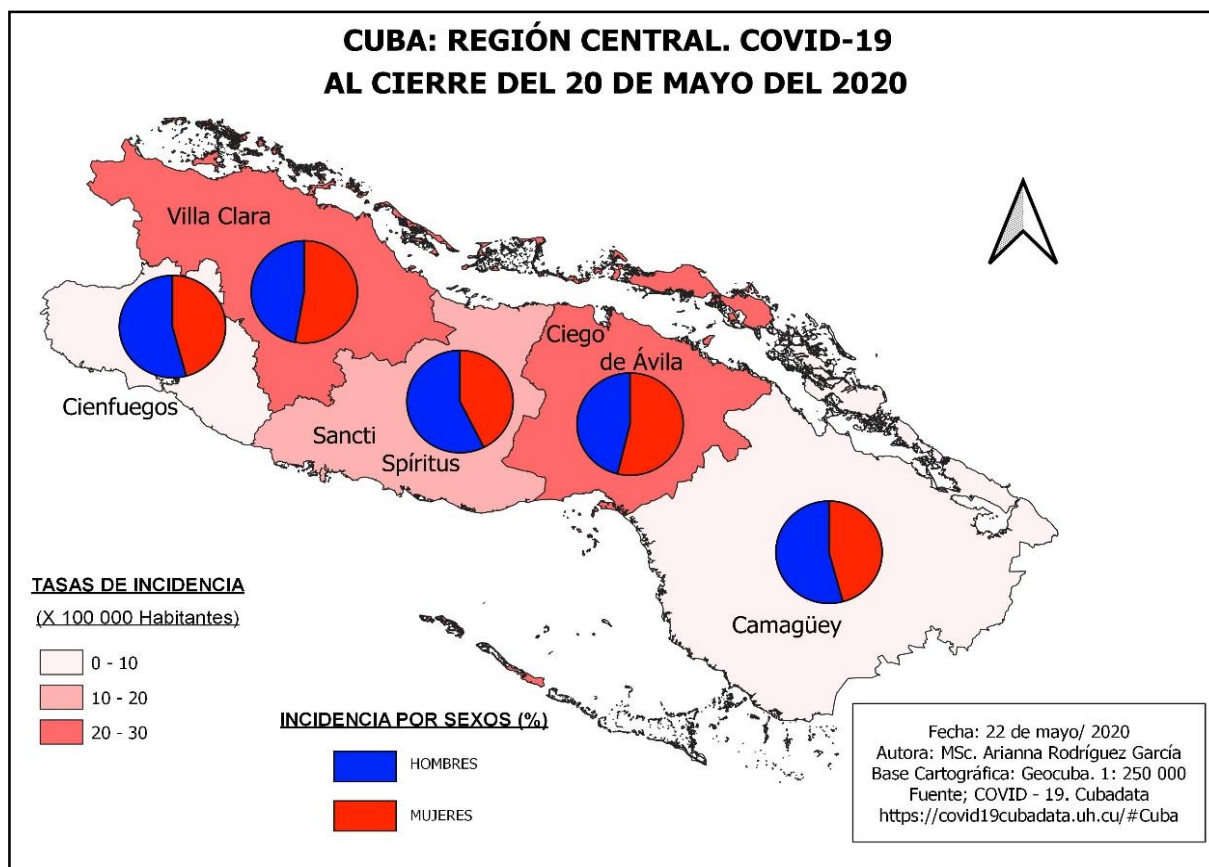 CUBA: REGIÓN CENTRAL. COVID-19
AL CIERRE DEL 20 DE MAYO DEL 2020
Villa Clara
Ciego
de Ávila
Cienfuegos
Sancti
Spíritus
Camagüey
TASAS DE INCIDENCIA
(X 100 000 Habitantes)
0 - 10
10 - 20
20 - 30
INCIDENCIA POR SEXOS (%)
HOMBRES
MUJERES
Fecha: 22 de mayo/ 2020
Autora: MSc. Arianna Rodríguez García
Base Cartográfica: Geocuba. 1: 250 000
Fuente; COVID - 19. Cubadata
https://covid19cubadata.uh.cu/#Cuba